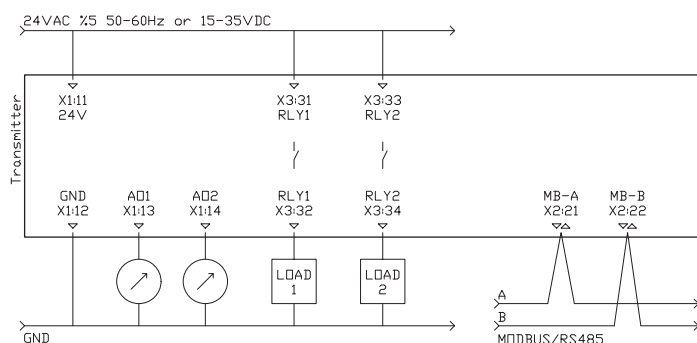 24VAC %5 50-60Hz or 15-35VDC
Transmitter
X1:11 X3:31 X3:33
24V RLY1 RLY2
GND AO1 AO2 RLY1 RLY2 MB-A MB-B
X1:12 X1:13 X1:14 X3:32 X3:34 X2:21 X2:22
LOAD LOAD
1 2
A
B
GND MODBUS/RS485